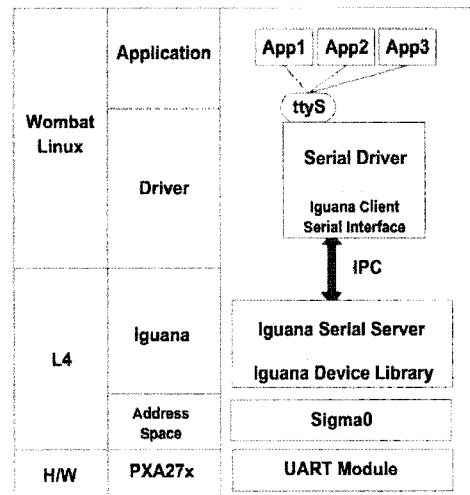 Application
App1 App2 App3
ttyS
Wombat
Linux
Driver
Serial Driver
Iguana Client
Serial Interface
IPC
L4
Iguana
Iguana Serial Server
Iguana Device Library
Address
Space
Sigma0
H/W
PXA27x
UART Module